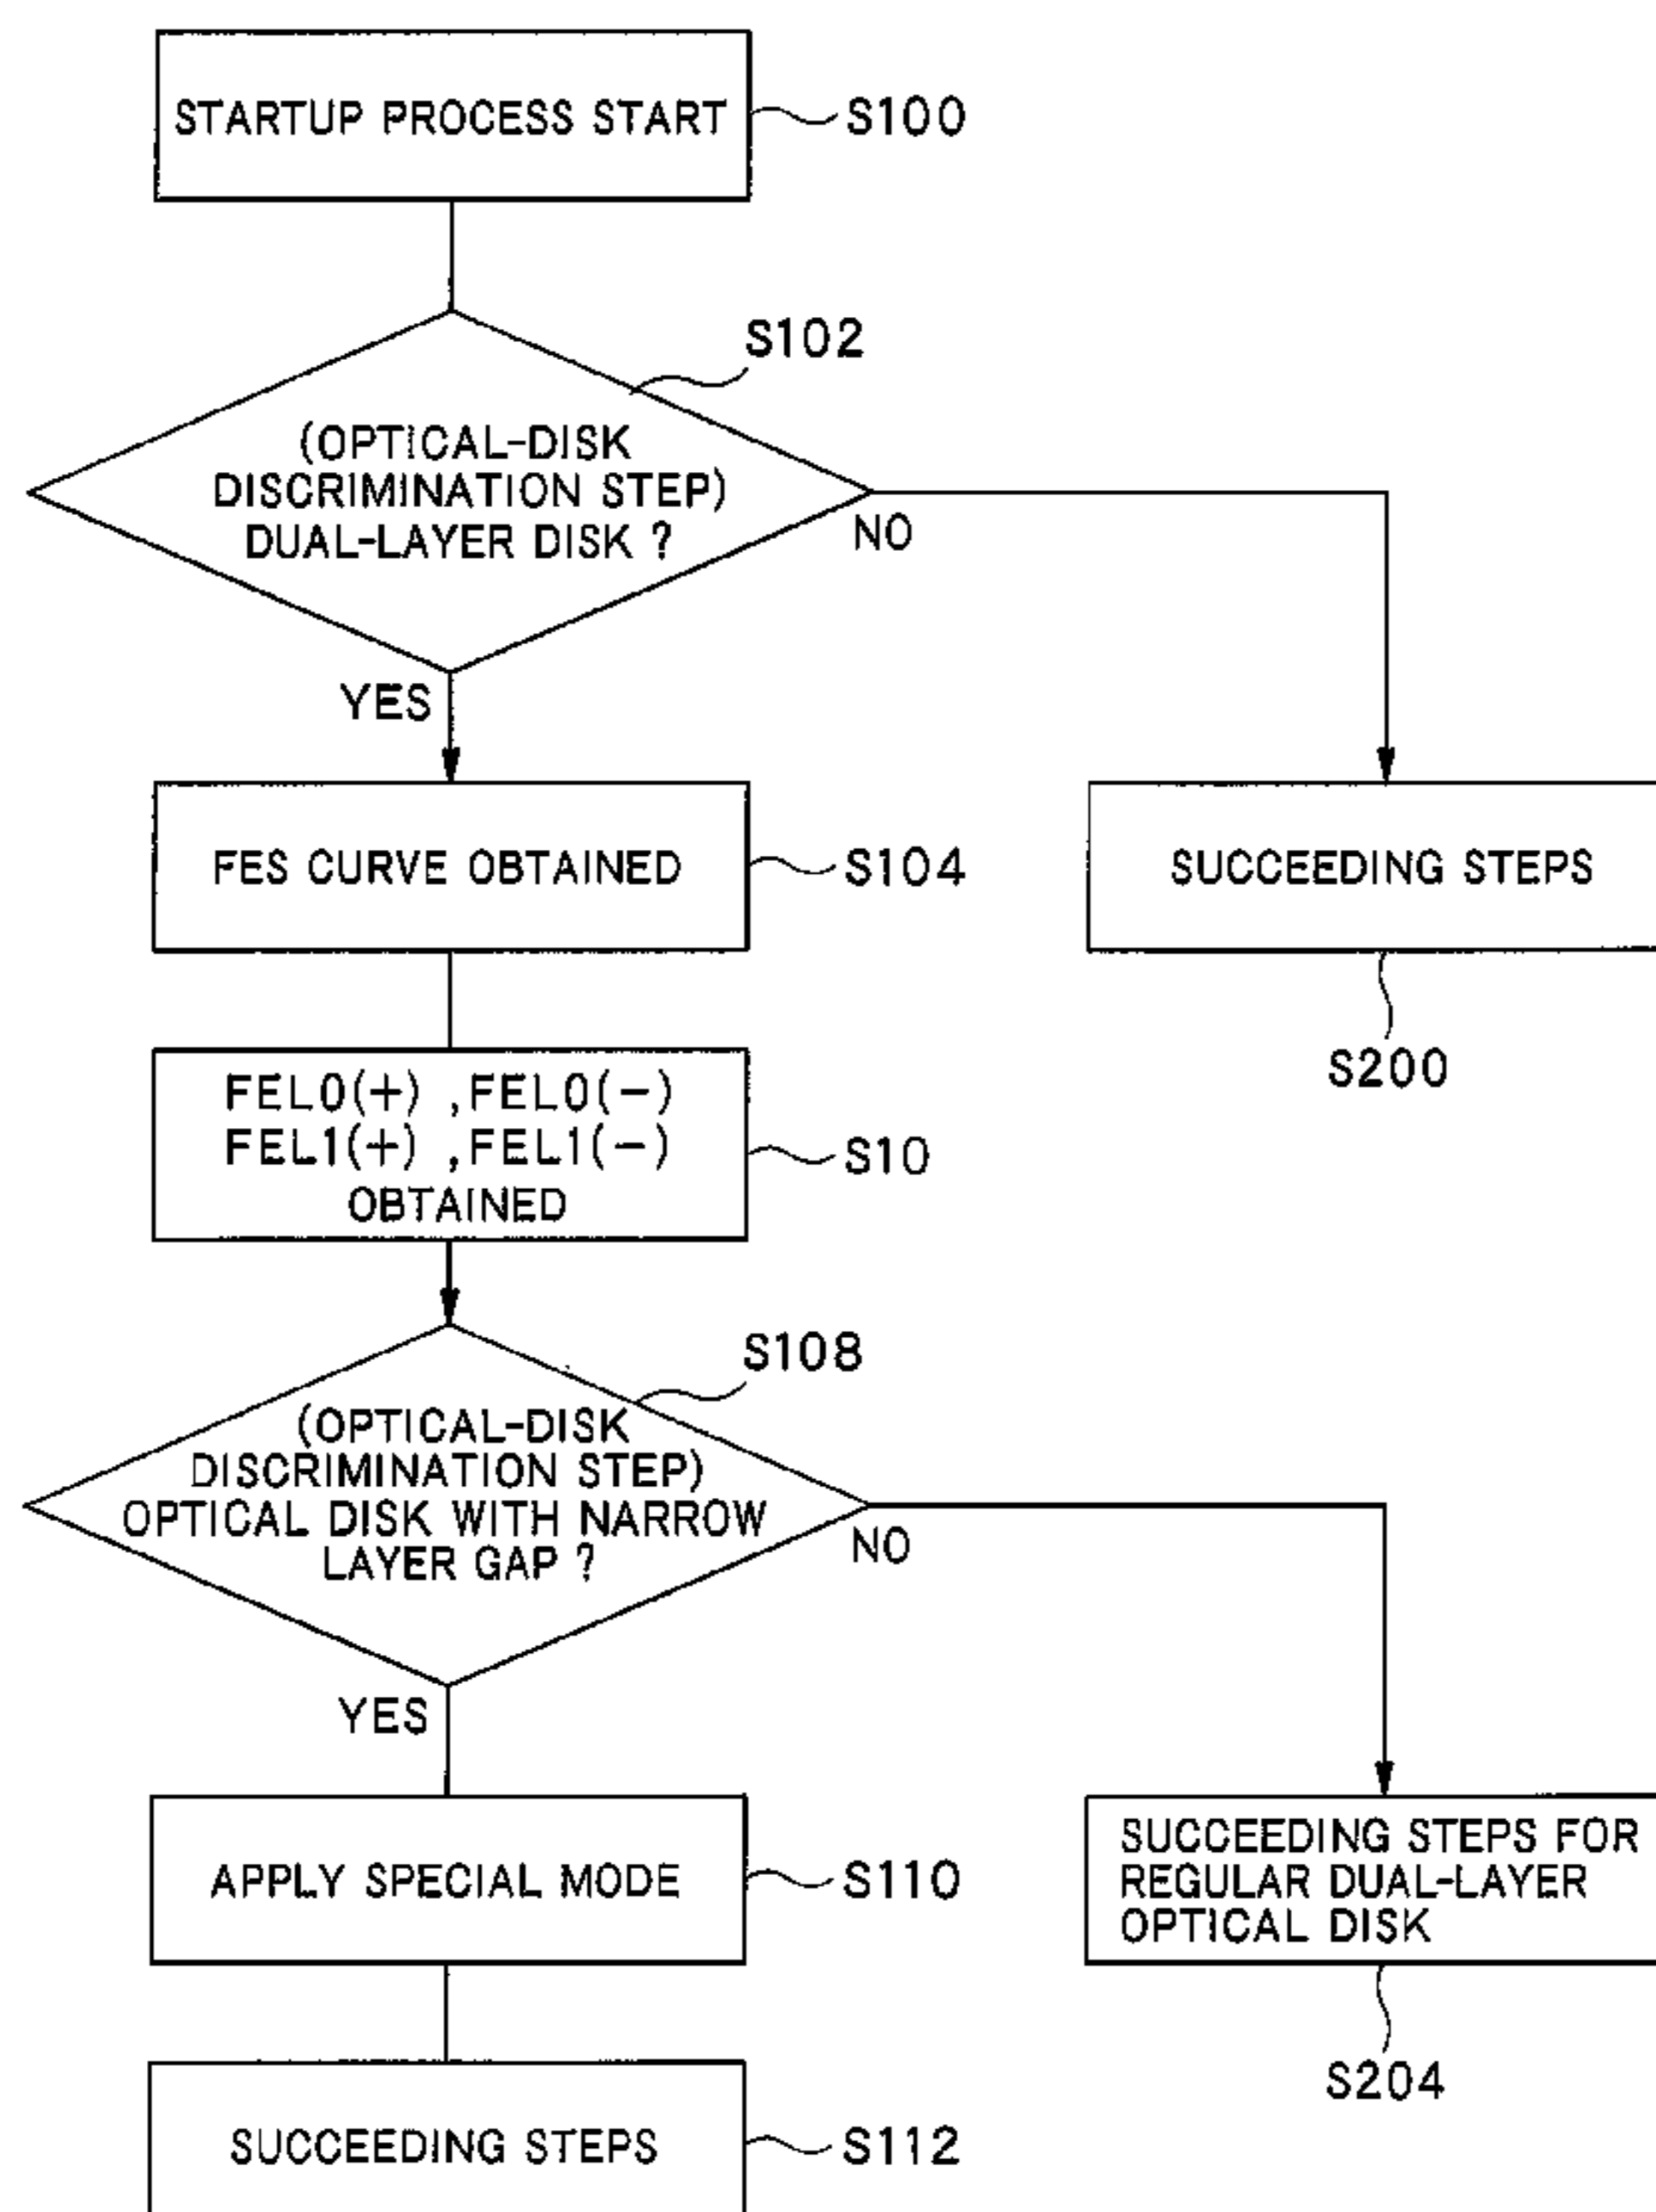 STARTUP PROCESS START
S100
S102
(OPTICAL-DISK
DISCRIMINATION STEP)
DUAL-LAYER DISK ?
NO
YES
FES CURVE OBTAINED
S104
SUCCEEDING STEPS
S200
FEL0(+) ,FEL0(-)
FEL1(+) ,FEL1(-)
OBTAINED
S10
S108
(OPTICAL-DISK
DISCRIMINATION STEP)
OPTICAL DISK WITH NARROW
LAYER GAP ?
NO
YES
APPLY SPECIAL MODE
S110
SUCCEEDING STEPS FOR
REGULAR DUAL-LAYER
OPTICAL DISK
S204
SUCCEEDING STEPS
S112